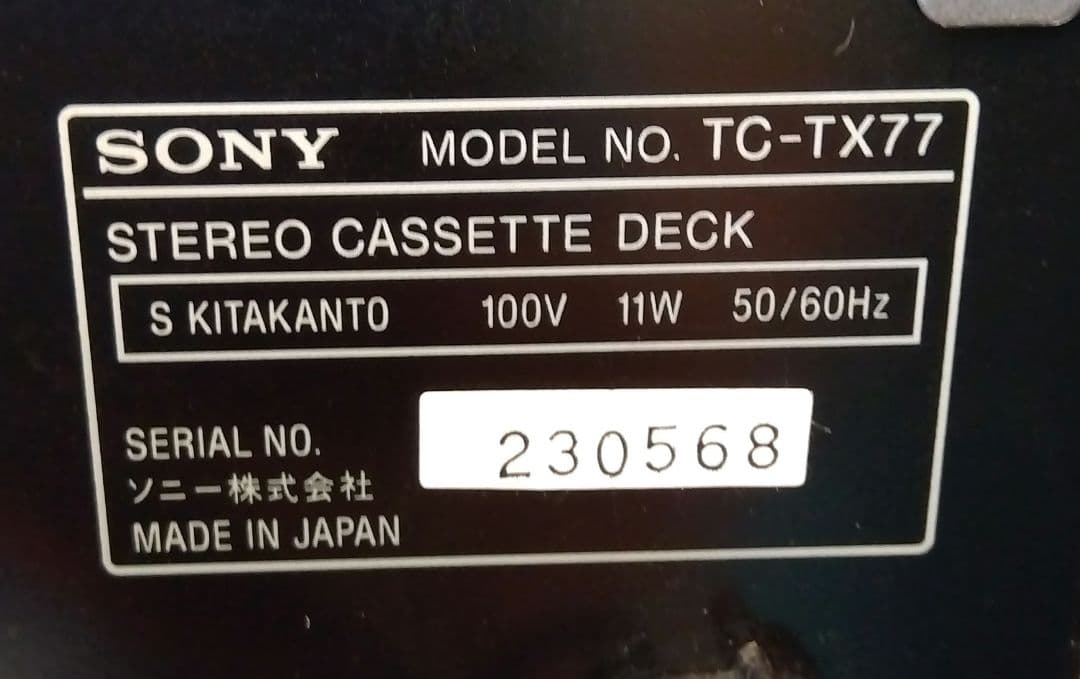 SONY MODEL NO. TC-TX77
STEREO CASSETTE DECK
S KITAKANTO 100V 11W 50/60Hz
SERIAL NO. 230568
ソニー株式会社
MADE IN JAPAN